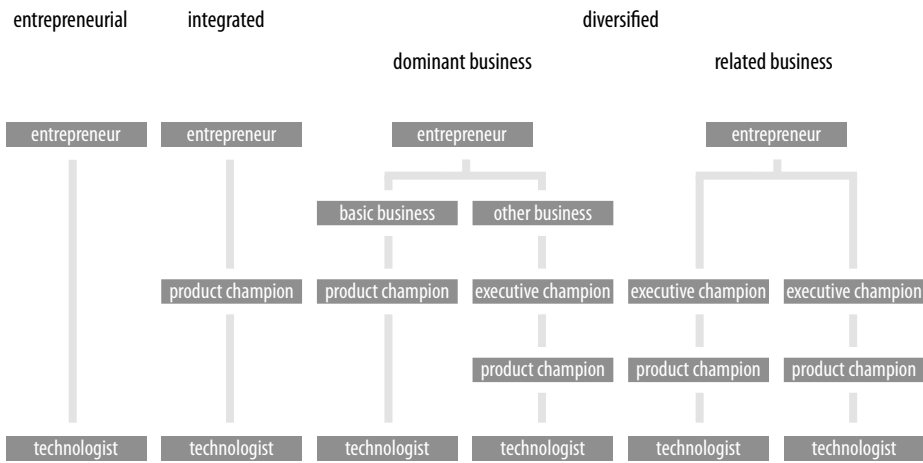 entrepreneurial integrated diversified
dominant business related business
entrepreneur entrepreneur entrepreneur entrepreneur
basic business other business
product champion product champion executive champion executive champion executive champion
product champion product champion product champion
technologist technologist technologist technologist technologist technologist